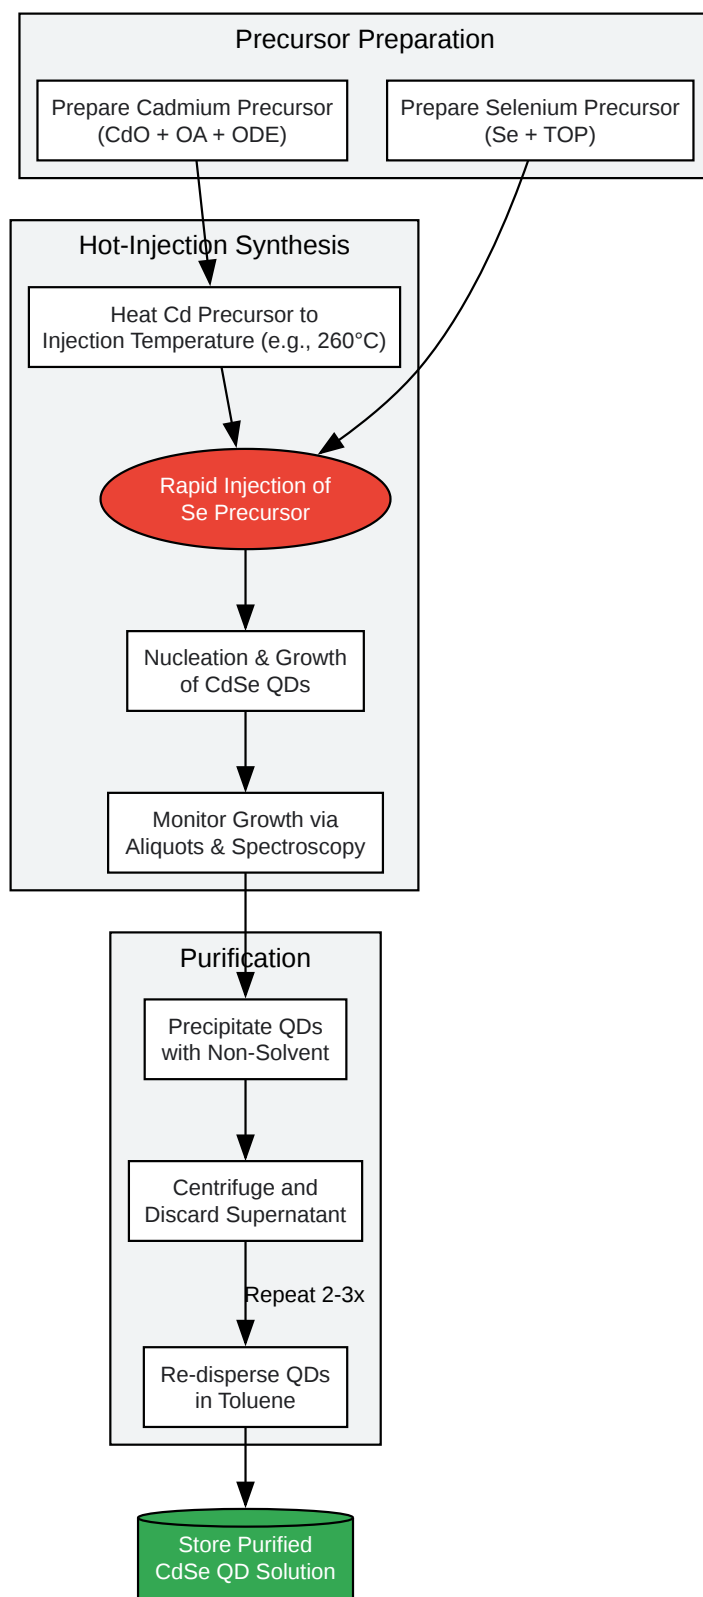 Precursor Preparation
Prepare Cadmium Precursor
(CdO + OA + ODE)
Prepare Selenium Precursor
(Se + TOP)
Hot-Injection Synthesis
Heat Cd Precursor to
Injection Temperature (e.g., 260°C)
Rapid Injection of
Se Precursor
Nucleation & Growth
of CdSe QDs
Monitor Growth via
Aliquots & Spectroscopy
Purification
Precipitate QDs
with Non-Solvent
Centrifuge and
Discard Supernatant
Repeat 2-3x
Re-disperse QDs
in Toluene
Store Purified
CdSe QD Solution